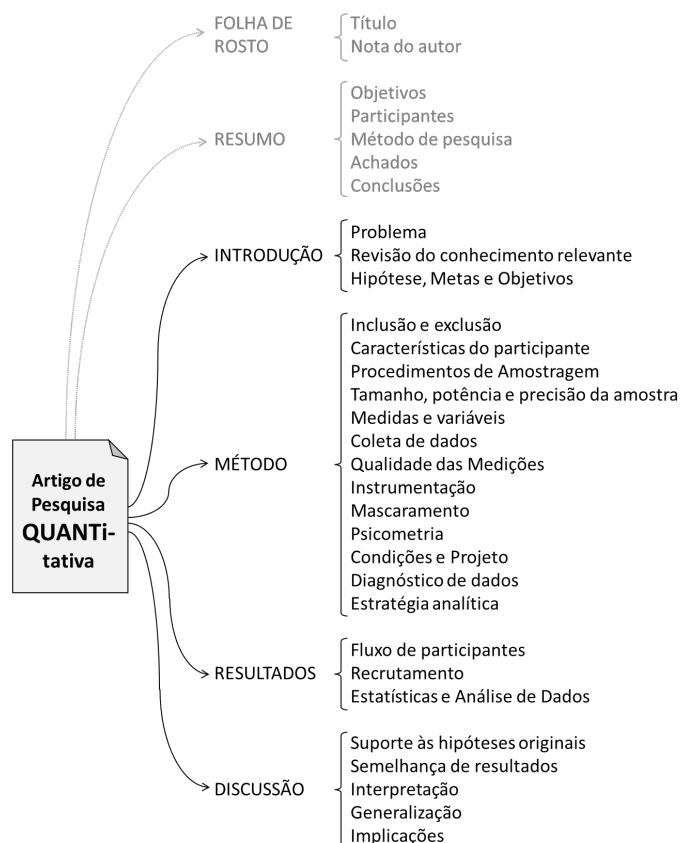 FOLHA DE
ROSTO
Título
Nota do autor
RESUMO
Objetivos
Participantes
Método de pesquisa
Achados
Conclusões
INTRODUÇÃO
Problema
Revisão do conhecimento relevante
Hipótese, Metas e Objetivos
Artigo de
Pesquisa
QUANTi-
tativa
MÉTODO
Inclusão e exclusão
Características do participante
Procedimentos de Amostragem
Tamanho, potência e precisão da amostra
Medidas e variáveis
Coleta de dados
Qualidade das Medições
Instrumentação
Mascaramento
Psicometria
Condições e Projeto
Diagnóstico de dados
Estratégia analítica
RESULTADOS
Fluxo de participantes
Recrutamento
Estatísticas e Análise de Dados
DISCUSSÃO
Suporte às hipóteses originais
Semelhança de resultados
Interpretação
Generalização
Implicações